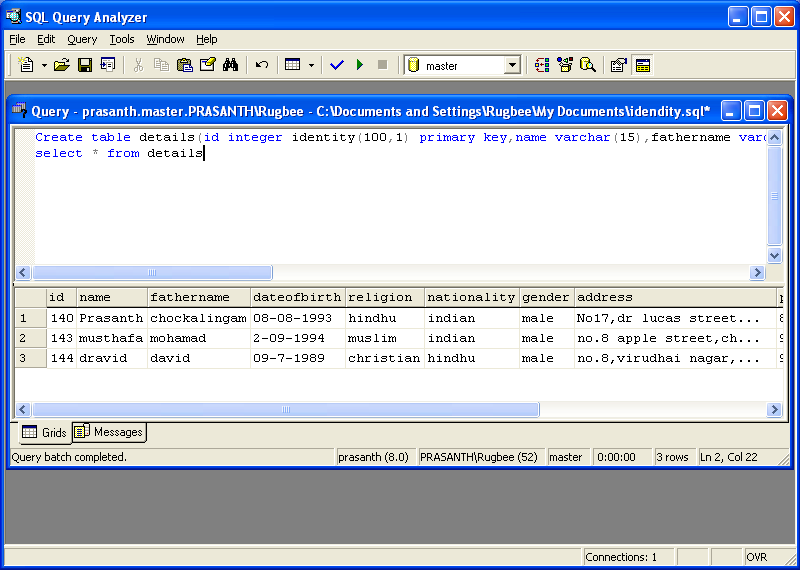 SQL Query Analyzer
File Edit Query Tools Window Help
master
Query - prasanth.master.PRASANTH\Rugbee - C:\Documents and Settings\Rugbee\My Documents\idendity.sql*
Create table details(id integer identity(100,1) primary key,name varchar(15),fathername varc
select * from details
id name fathername dateofbirth religion nationality gender address p
1 140 Prasanth chockalingam 08-08-1993 hindhu indian male No17,dr lucas street... 8
2 143 musthafa mohamad 2-09-1994 muslim indian male no.8 apple street,ch... 9
3 144 dravid david 09-7-1989 christian hindhu male no.8,virudhai nagar,... 9
Grids Messages
Query batch completed. prasanth (8.0) PRASANTH\Rugbee (52) master 0:00:00 3 rows Ln 2, Col 22
Connections: 1 OVR